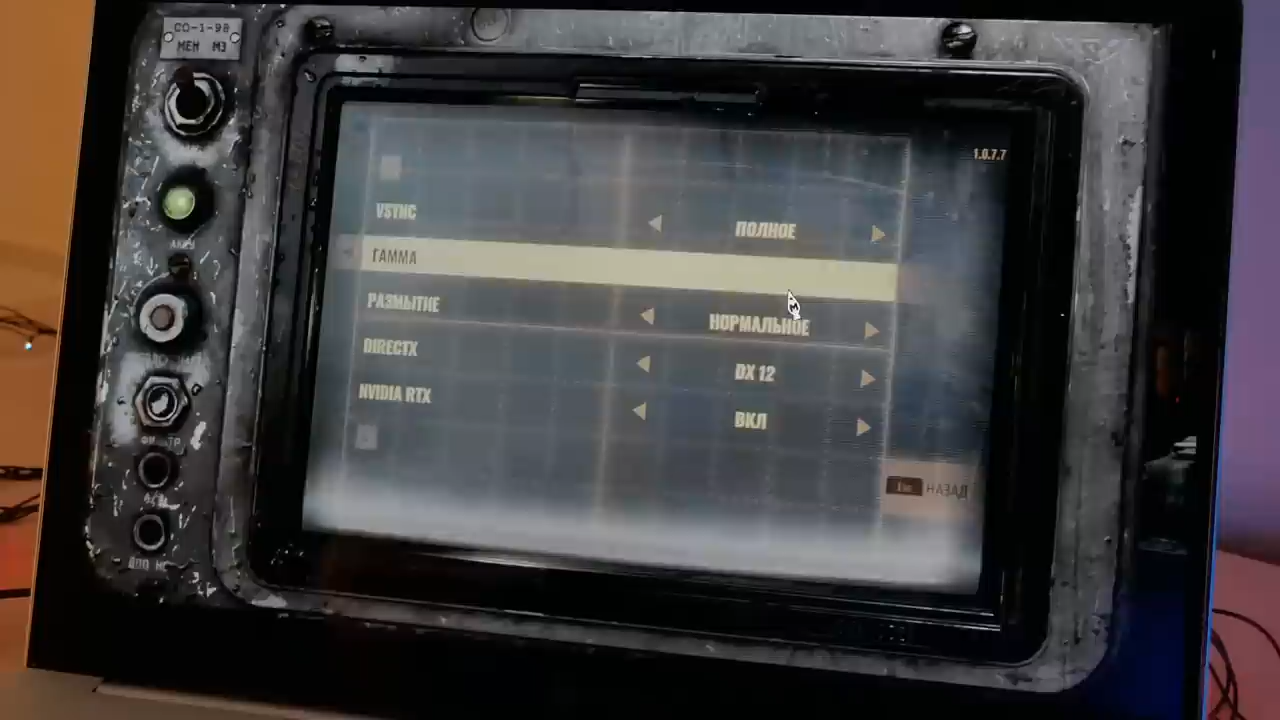 СО-1-98
МЕН МЗ
1.0.7.7
VSYNC
ПОЛНОЕ
ГАММА
РАЗМЫТИЕ
НОРМАЛЬНОЕ
DIRECTX
DX 12
NVIDIA RTX
ВКЛ
Esc НАЗАД